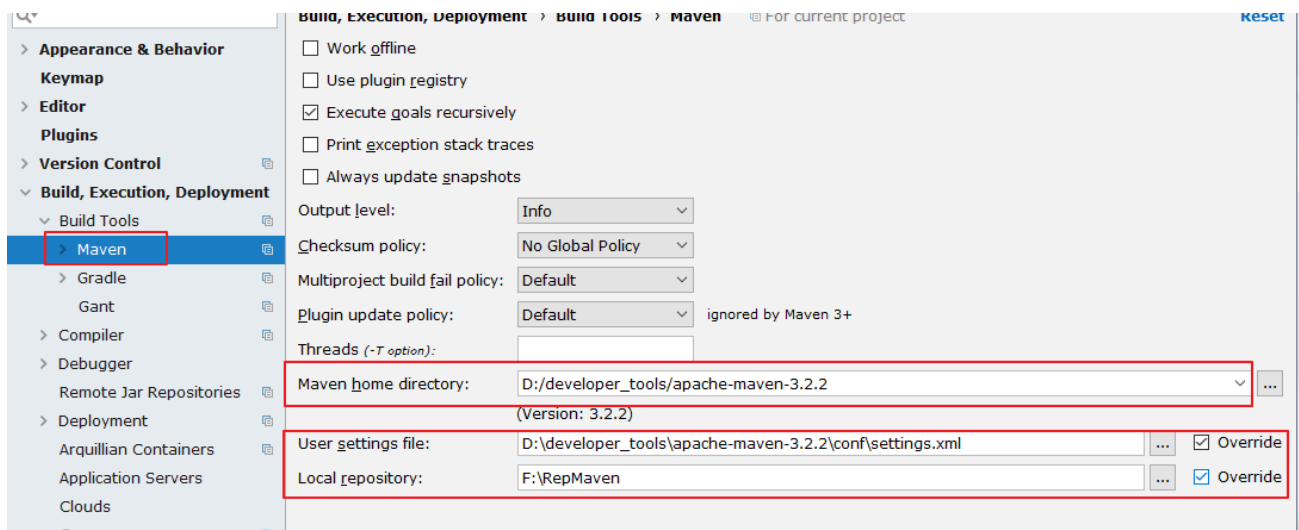 Build, Execution, Deployment › Build Tools › Maven For current project Reset
Appearance & Behavior
Keymap
Editor
Plugins
Version Control
Build, Execution, Deployment
Build Tools
Maven
Gradle
Gant
Compiler
Debugger
Remote Jar Repositories
Deployment
Arquillian Containers
Application Servers
Clouds
Work offline
Use plugin registry
Execute goals recursively
Print exception stack traces
Always update snapshots
Output level: Info
Checksum policy: No Global Policy
Multiproject build fail policy: Default
Plugin update policy: Default ignored by Maven 3+
Threads (-T option):
Maven home directory: D:/developer_tools/apache-maven-3.2.2 ...
(Version: 3.2.2)
User settings file: D:\developer_tools\apache-maven-3.2.2\conf\settings.xml ... Override
Local repository: F:\RepMaven ... Override